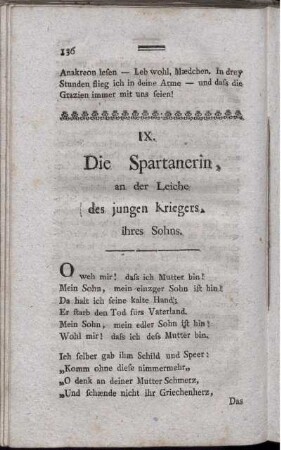 136
Anakreon lesen — Leb wohl, Mædchen. In drey
Stunden flieg ich in deine Arme — und dass die
Grazien immer mit uns seien!
IX.
Die Spartanerin,
an der Leiche
des jungen Kriegers,
ihres Sohns.
O weh mir! dass ich Mutter bin!
Mein Sohn, mein einzger Sohn ist hin!
Da halt ich seine kalte Hand;
Er starb den Tod fürs Vaterland.
Mein Sohn, mein edler Sohn ist hin!
Wohl mir! dass ich dess Mutter bin.
Ich selber gab ihm Schild und Speer:
„Komm ohne diese nimmermehr,
„O denk an deiner Mutter Schmerz,
„Und schænde nicht ihr Griechenherz,
Das